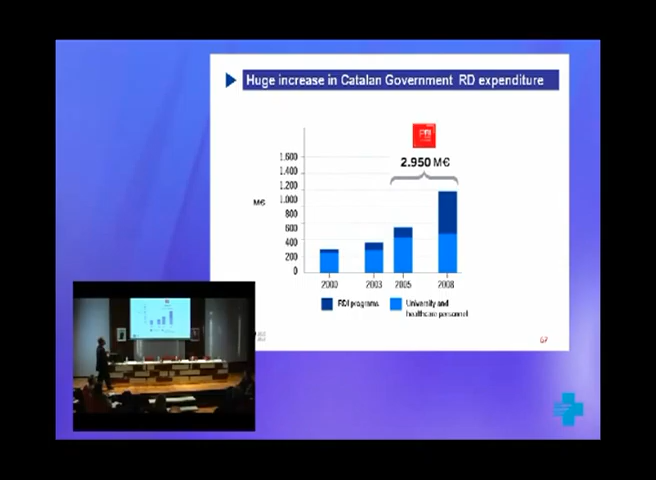 Huge increase in Catalan Government RD expenditure
2.950 M€
1.600
1.400
1.200
M€
1.000
800
600
400
200
0
2000 2003 2005 2008
RDI programs
University and
healthcare personnel